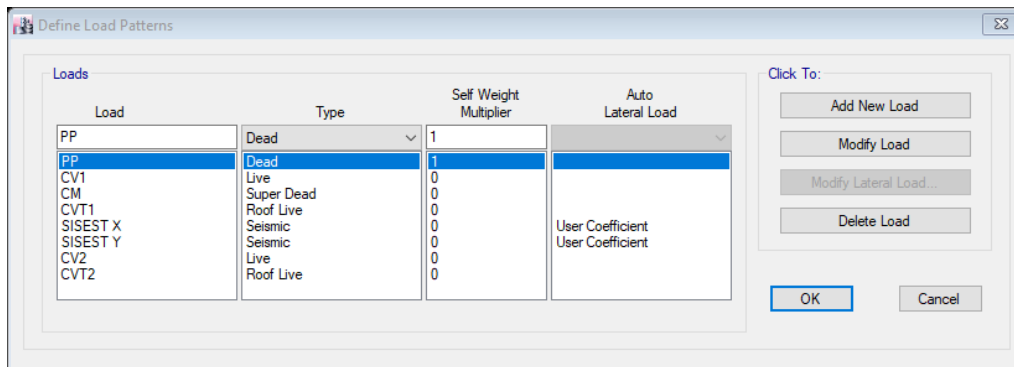 Define Load Patterns
Loads
Click To:
Load Type Self Weight Multiplier Auto Lateral Load
PP Dead 1
PP Dead 1
CV1 Live 0
CM Super Dead 0
CVT1 Roof Live 0
SISEST X Seismic 0 User Coefficient
SISEST Y Seismic 0 User Coefficient
CV2 Live 0
CVT2 Roof Live 0
Add New Load
Modify Load
Modify Lateral Load...
Delete Load
OK Cancel